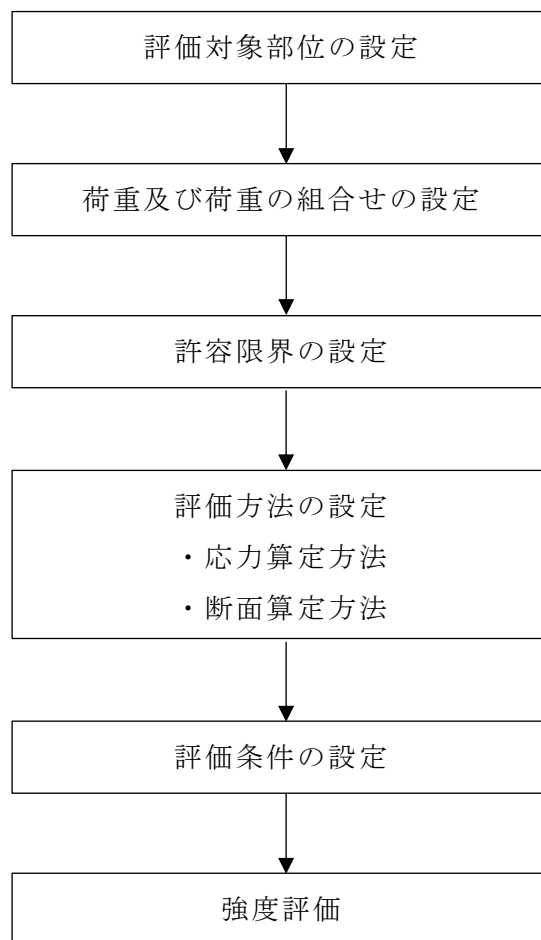 評価対象部位の設定
荷重及び荷重の組合せの設定
許容限界の設定
評価方法の設定
・応力算定方法
・断面算定方法
評価条件の設定
強度評価